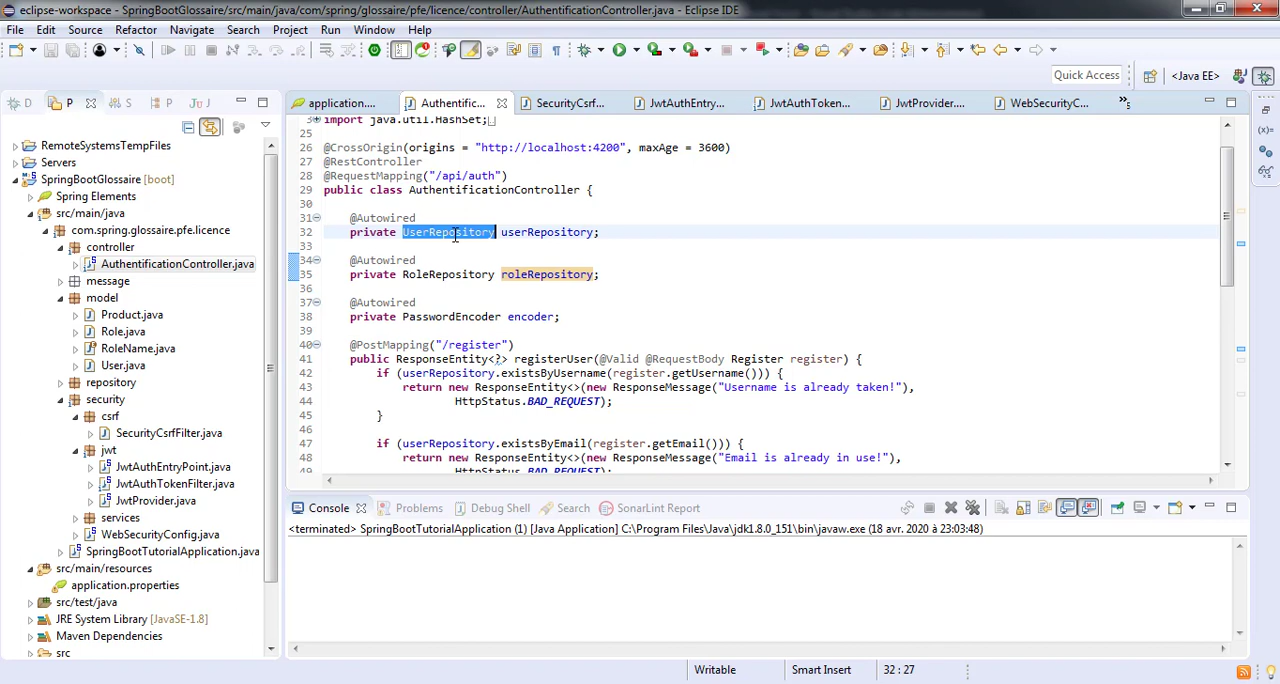 eclipse-workspace - SpringBootGlossaire/src/main/java/com/spring/glossaire/pfe/licence/controller/AuthentificationController.java - Eclipse IDE
File Edit Source Refactor Navigate Search Project Run Window Help
Quick Access
<Java EE>
D P S P Ju J
application.... Authentific... SecurityCsrf... JwtAuthEntry... JwtAuthToken... JwtProvider.... WebSecurityC... »5
RemoteSystemsTempFiles
Servers
SpringBootGlossaire [boot]
Spring Elements
src/main/java
com.spring.glossaire.pfe.licence
controller
AuthentificationController.java
message
model
Product.java
Role.java
RoleName.java
User.java
repository
security
csrf
SecurityCsrfFilter.java
jwt
JwtAuthEntryPoint.java
JwtAuthTokenFilter.java
JwtProvider.java
services
WebSecurityConfig.java
SpringBootTutorialApplication.java
src/main/resources
application.properties
src/test/java
JRE System Library [JavaSE-1.8]
Maven Dependencies
src
3 import java.util.HashSet;
25
26 @CrossOrigin(origins = "http://localhost:4200", maxAge = 3600)
27 @RestController
28 @RequestMapping("/api/auth")
29 public class AuthentificationController {
30
31 @Autowired
32 private UserRepository userRepository;
33
34 @Autowired
35 private RoleRepository roleRepository;
36
37 @Autowired
38 private PasswordEncoder encoder;
39
40 @PostMapping("/register")
41 public ResponseEntity<?> registerUser(@Valid @RequestBody Register register) {
42 if (userRepository.existsByUsername(register.getUsername())) {
43 return new ResponseEntity<>(new ResponseMessage("Username is already taken!"),
44 HttpStatus.BAD_REQUEST);
45 }
46
47 if (userRepository.existsByEmail(register.getEmail())) {
48 return new ResponseEntity<>(new ResponseMessage("Email is already in use!"),
49 HttpStatus.BAD_REQUEST);
Console Problems Debug Shell Search SonarLint Report
<terminated> SpringBootTutorialApplication (1) [Java Application] C:\Program Files\Java\jdk1.8.0_151\bin\javaw.exe (18 avr. 2020 à 23:03:48)
Writable Smart Insert 32 : 27